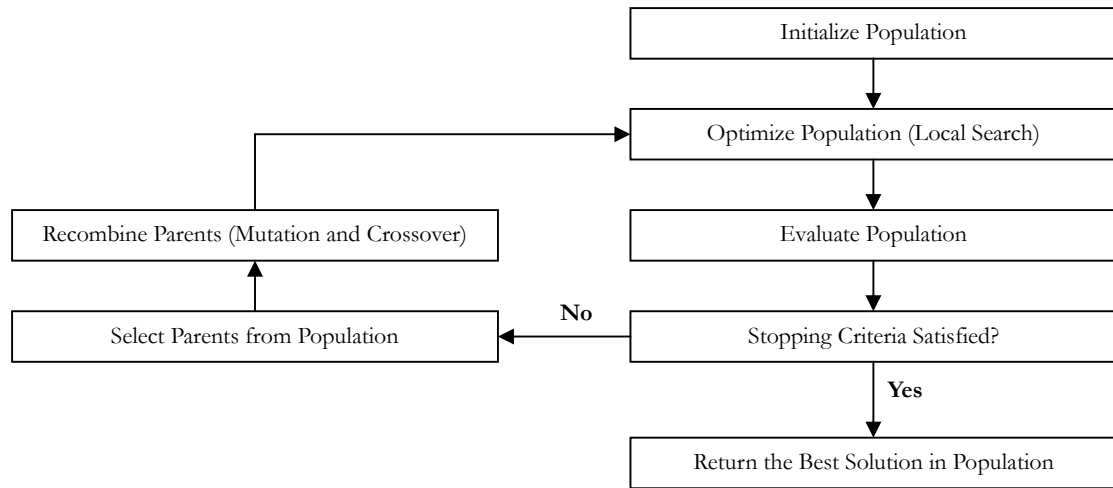 Initialize Population
Optimize Population (Local Search)
Recombine Parents (Mutation and Crossover)
Evaluate Population
Select Parents from Population
No
Stopping Criteria Satisfied?
Yes
Return the Best Solution in Population